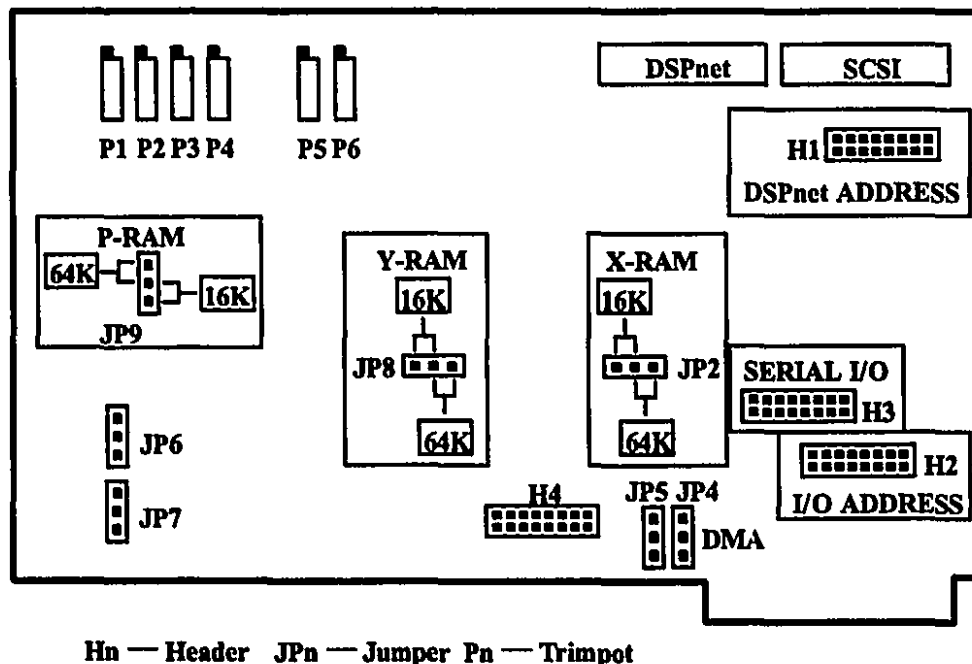 DSPnet SCSI
P1 P2 P3 P4 P5 P6
H1
DSPnet ADDRESS
P-RAM
64K
16K
JP9
Y-RAM
16K
JP8
64K
X-RAM
16K
JP2
64K
SERIAL I/O
H3
H2
I/O ADDRESS
JP6
JP7
H4
JP5 JP4
DMA
Hn — Header JPn — Jumper Pn — Trimpot